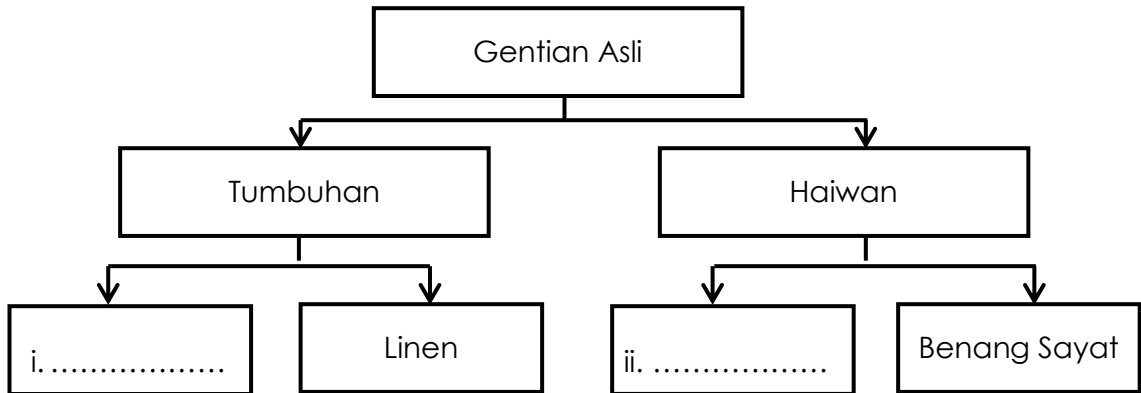 Gentian Asli
Tumbuhan
Haiwan
i. ………………
Linen
ii. ………………
Benang Sayat